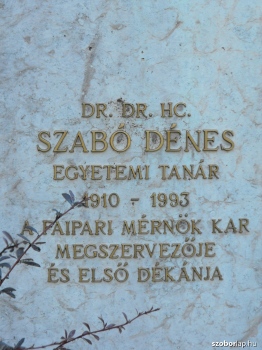 DR. DR. HC.
SZABÓ DÉNES
EGYETEMI TANÁR
1910 - 1993
A FAIPARI MÉRNÖK KAR
MEGSZERVEZŐJE
ÉS ELSŐ DÉKÁNJA
szoborlap.hu